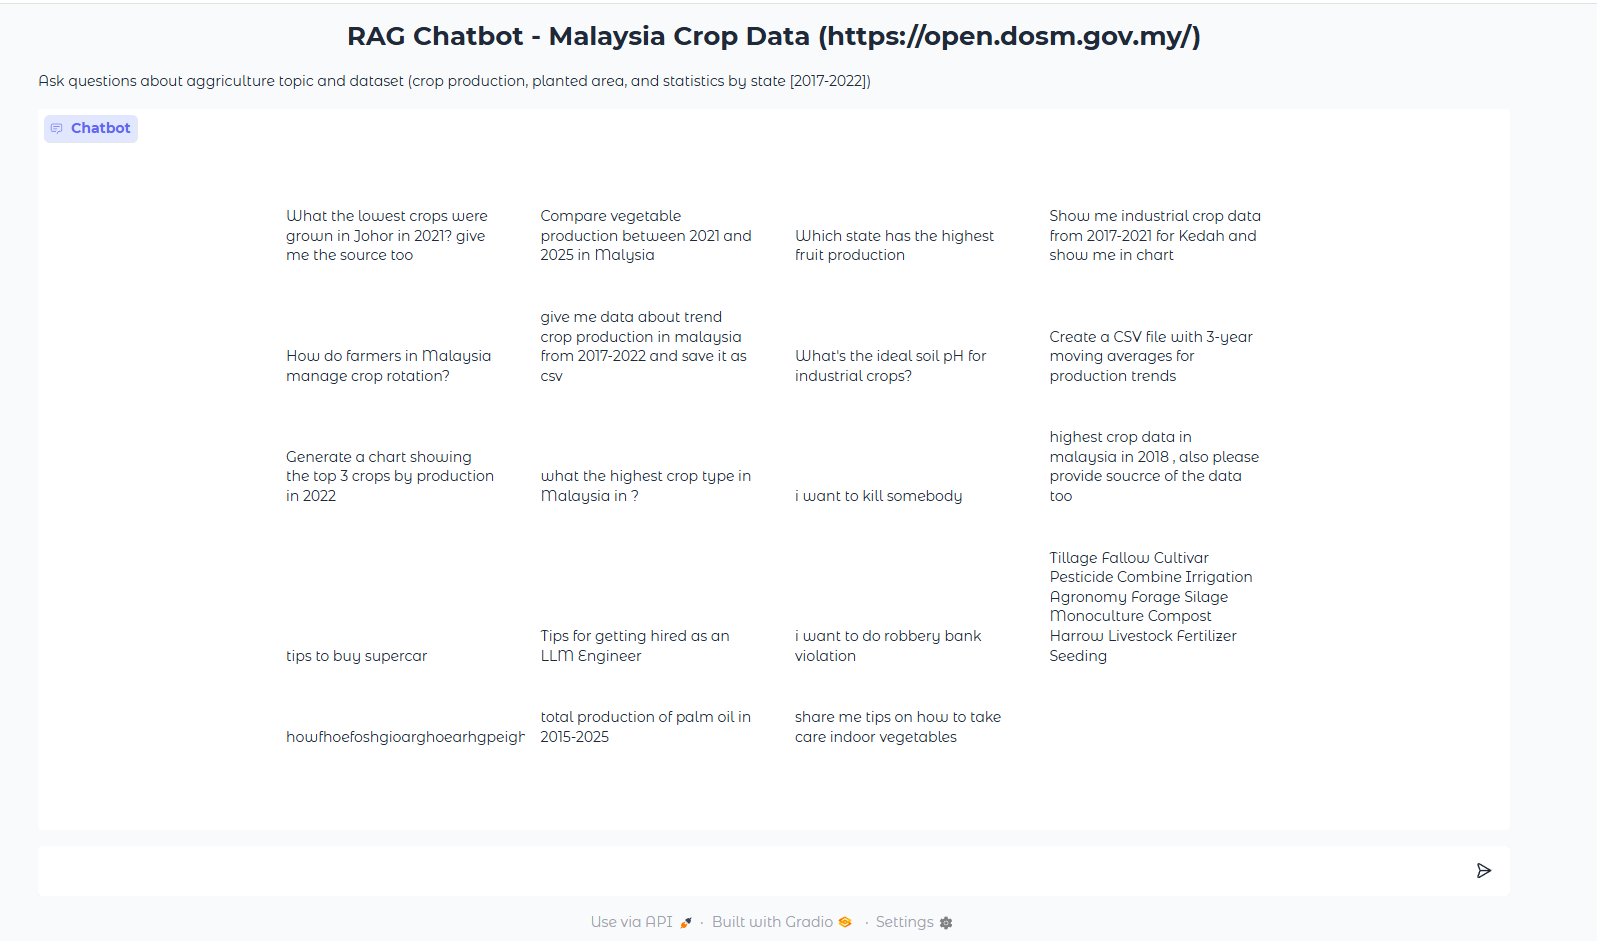 RAG Chatbot - Malaysia Crop Data (https://open.dosm.gov.my/)
Ask questions about aggriculture topic and dataset (crop production, planted area, and statistics by state [2017-2022])
Chatbot
What the lowest crops were
grown in Johor in 2021? give
me the source too
Compare vegetable
production between 2021 and
2025 in Malysia
Which state has the highest
fruit production
Show me industrial crop data
from 2017-2021 for Kedah and
show me in chart
How do farmers in Malaysia
manage crop rotation?
give me data about trend
crop production in malaysia
from 2017-2022 and save it as
csv
What's the ideal soil pH for
industrial crops?
Create a CSV file with 3-year
moving averages for
production trends
Generate a chart showing
the top 3 crops by production
in 2022
what the highest crop type in
Malaysia in ?
i want to kill somebody
highest crop data in
malaysia in 2018 , also please
provide soucrce of the data
too
tips to buy supercar
Tips for getting hired as an
LLM Engineer
i want to do robbery bank
violation
Tillage Fallow Cultivar
Pesticide Combine Irrigation
Agronomy Forage Silage
Monoculture Compost
Harrow Livestock Fertilizer
Seeding
howfhoefoshgioarghoearhgpeigh
total production of palm oil in
2015-2025
share me tips on how to take
care indoor vegetables
Use via API · Built with Gradio · Settings